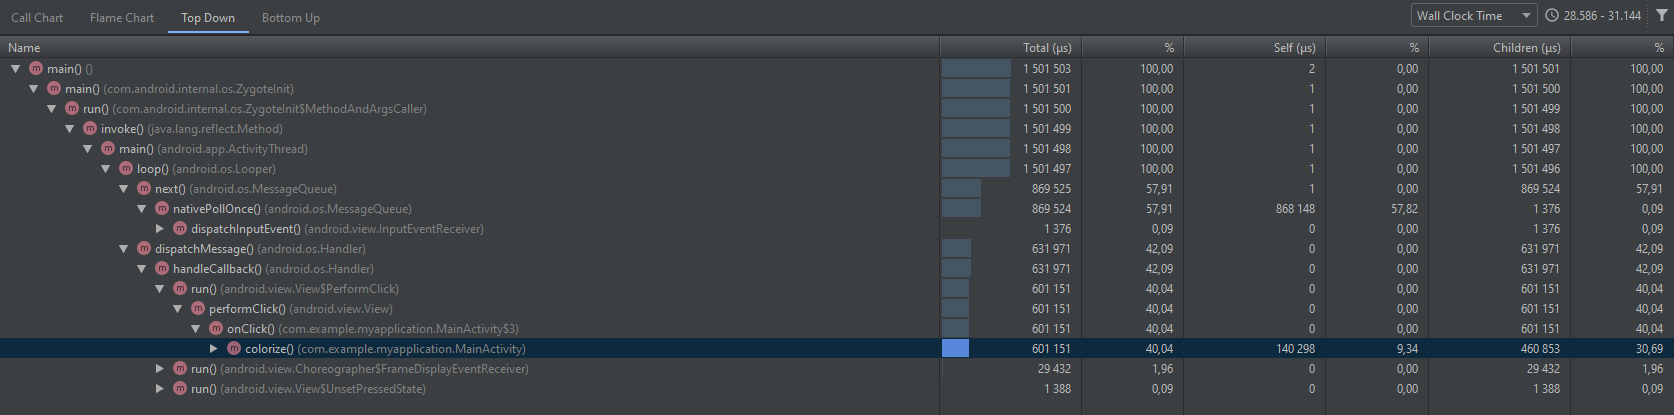 Call Chart Flame Chart Top Down Bottom Up Wall Clock Time 28.586 - 31.144
Name Total (μs) % Self (μs) % Children (μs) %
m main() () 1 501 503 100,00 2 0,00 1 501 501 100,00
m main() (com.android.internal.os.ZygoteInit) 1 501 501 100,00 1 0,00 1 501 500 100,00
m run() (com.android.internal.os.ZygoteInit$MethodAndArgsCaller) 1 501 500 100,00 1 0,00 1 501 499 100,00
m invoke() (java.lang.reflect.Method) 1 501 499 100,00 1 0,00 1 501 498 100,00
m main() (android.app.ActivityThread) 1 501 498 100,00 1 0,00 1 501 497 100,00
m loop() (android.os.Looper) 1 501 497 100,00 1 0,00 1 501 496 100,00
m next() (android.os.MessageQueue) 869 525 57,91 1 0,00 869 524 57,91
m nativePollOnce() (android.os.MessageQueue) 869 524 57,91 868 148 57,82 1 376 0,09
m dispatchInputEvent() (android.view.InputEventReceiver) 1 376 0,09 0 0,00 1 376 0,09
m dispatchMessage() (android.os.Handler) 631 971 42,09 0 0,00 631 971 42,09
m handleCallback() (android.os.Handler) 631 971 42,09 0 0,00 631 971 42,09
m run() (android.view.View$PerformClick) 601 151 40,04 0 0,00 601 151 40,04
m performClick() (android.view.View) 601 151 40,04 0 0,00 601 151 40,04
m onClick() (com.example.myapplication.MainActivity$3) 601 151 40,04 0 0,00 601 151 40,04
m colorize() (com.example.myapplication.MainActivity) 601 151 40,04 140 298 9,34 460 853 30,69
m run() (android.view.Choreographer$FrameDisplayEventReceiver) 29 432 1,96 0 0,00 29 432 1,96
m run() (android.view.View$UnsetPressedState) 1 388 0,09 0 0,00 1 388 0,09